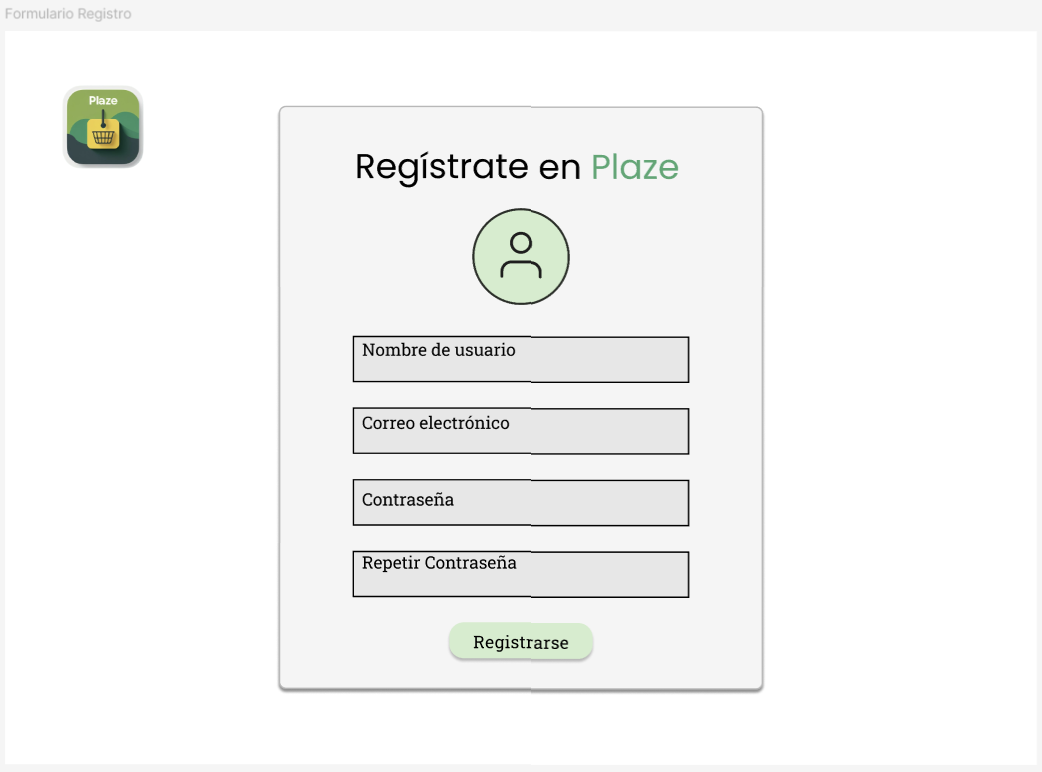 Formulario Registro
Plaze
Regístrate en Plaze
Nombre de usuario
Correo electrónico
Contraseña
Repetir Contraseña
Registrarse